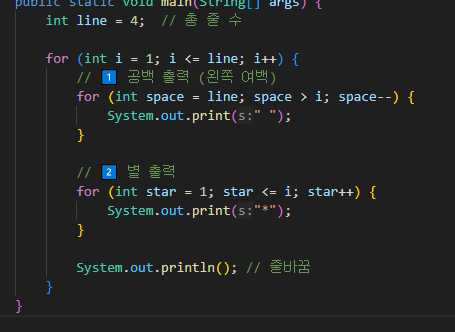 public static void main(String[] args) {
int line = 4;  // 총 줄 수
for (int i = 1; i <= line; i++) {
// 1️⃣ 공백 출력 (왼쪽 여백)
for (int space = line; space > i; space--) {
System.out.print(s:" ");
}
// 2️⃣ 별 출력
for (int star = 1; star <= i; star++) {
System.out.print(s:"*");
}
System.out.println(); // 줄바꿈
}
}